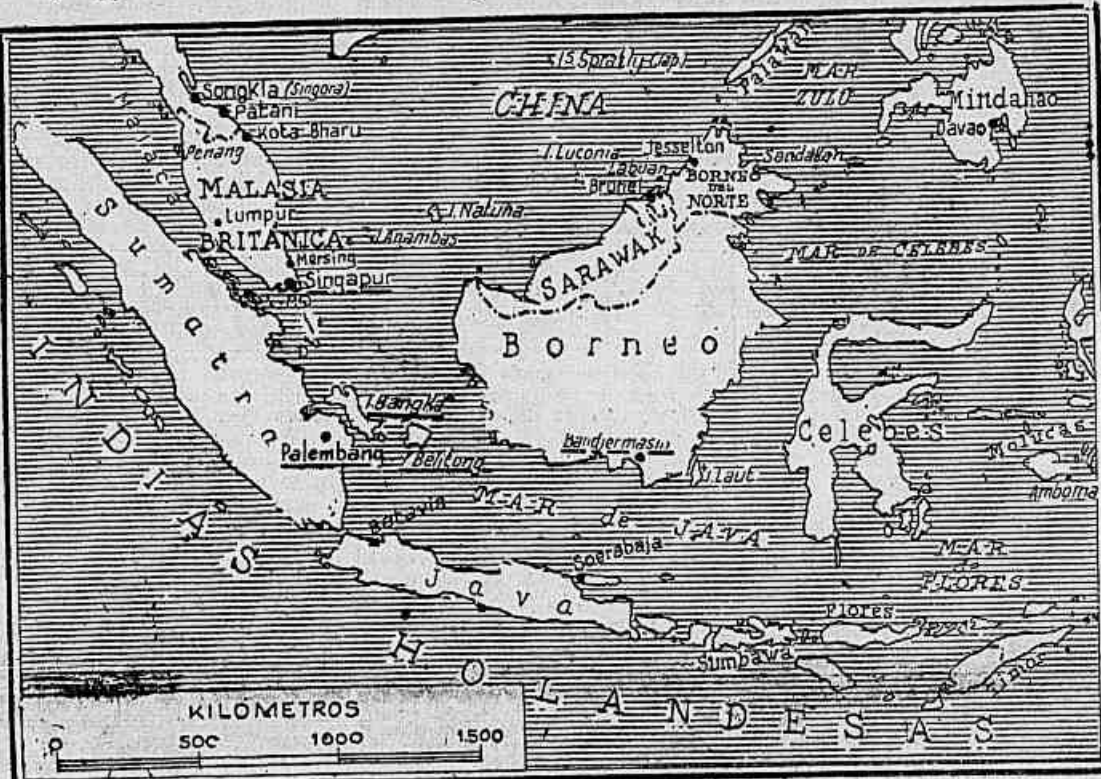 (Iˢ. Spratly-(Jap.)
Palawan
MAR
ZULÚ
Mindanao
Davao
CHINA
Songkla (Singora)
Patani
Kota Bharu
Penang
Malaca
MALASIA
Lumpur
BRITANICA
Mersing
Singapur
I. Natuna
I. Anambas
I. Luconia
Jesselton
Labuan
Brunei
Sandakan
BORNEO
DEL
NORTE
SARAWAK
MAR DE CELEBES
Sumatra
Borneo
Celebes
Molucas
Amboina
I. Bangka
Palembang
I. Belitong
Bandjermasin
I. Laut
MAR
de
JAVA
Batavia
Soerabaja
Java
MAR
de
FLORES
Flores
Sumbawa
Timor
INDIAS
HOLANDESAS
KILÓMETROS
0 500 1000 1.500